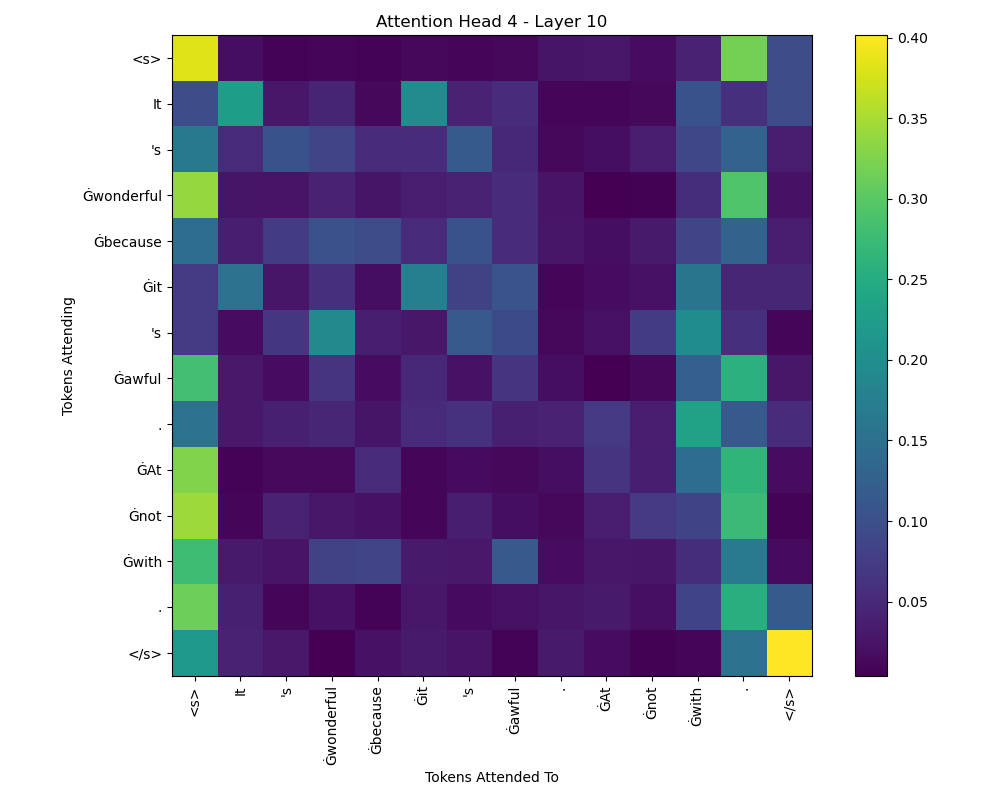 Attention Head 4 - Layer 10
Tokens Attending
<s>
It
's
Ġwonderful
Ġbecause
Ġit
's
Ġawful
.
ĠAt
Ġnot
Ġwith
.
</s>
<s>
It
's
Ġwonderful
Ġbecause
Ġit
's
Ġawful
.
ĠAt
Ġnot
Ġwith
.
</s>
Tokens Attended To
0.40
0.35
0.30
0.25
0.20
0.15
0.10
0.05